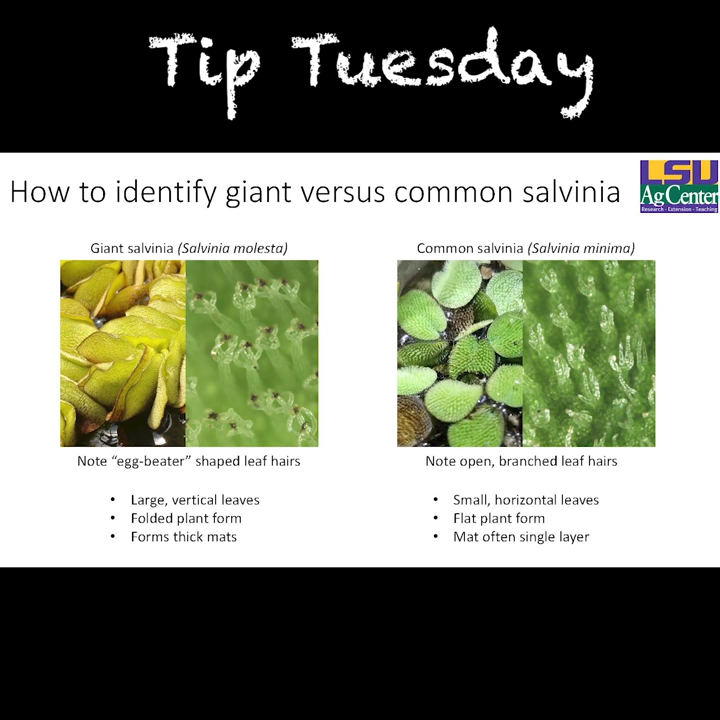 Tip Tuesday
How to identify giant versus common salvinia
LSU
AgCenter
Research · Extension · Teaching
Giant salvinia (Salvinia molesta)
Note “egg-beater” shaped leaf hairs
• Large, vertical leaves
• Folded plant form
• Forms thick mats
Common salvinia (Salvinia minima)
Note open, branched leaf hairs
• Small, horizontal leaves
• Flat plant form
• Mat often single layer